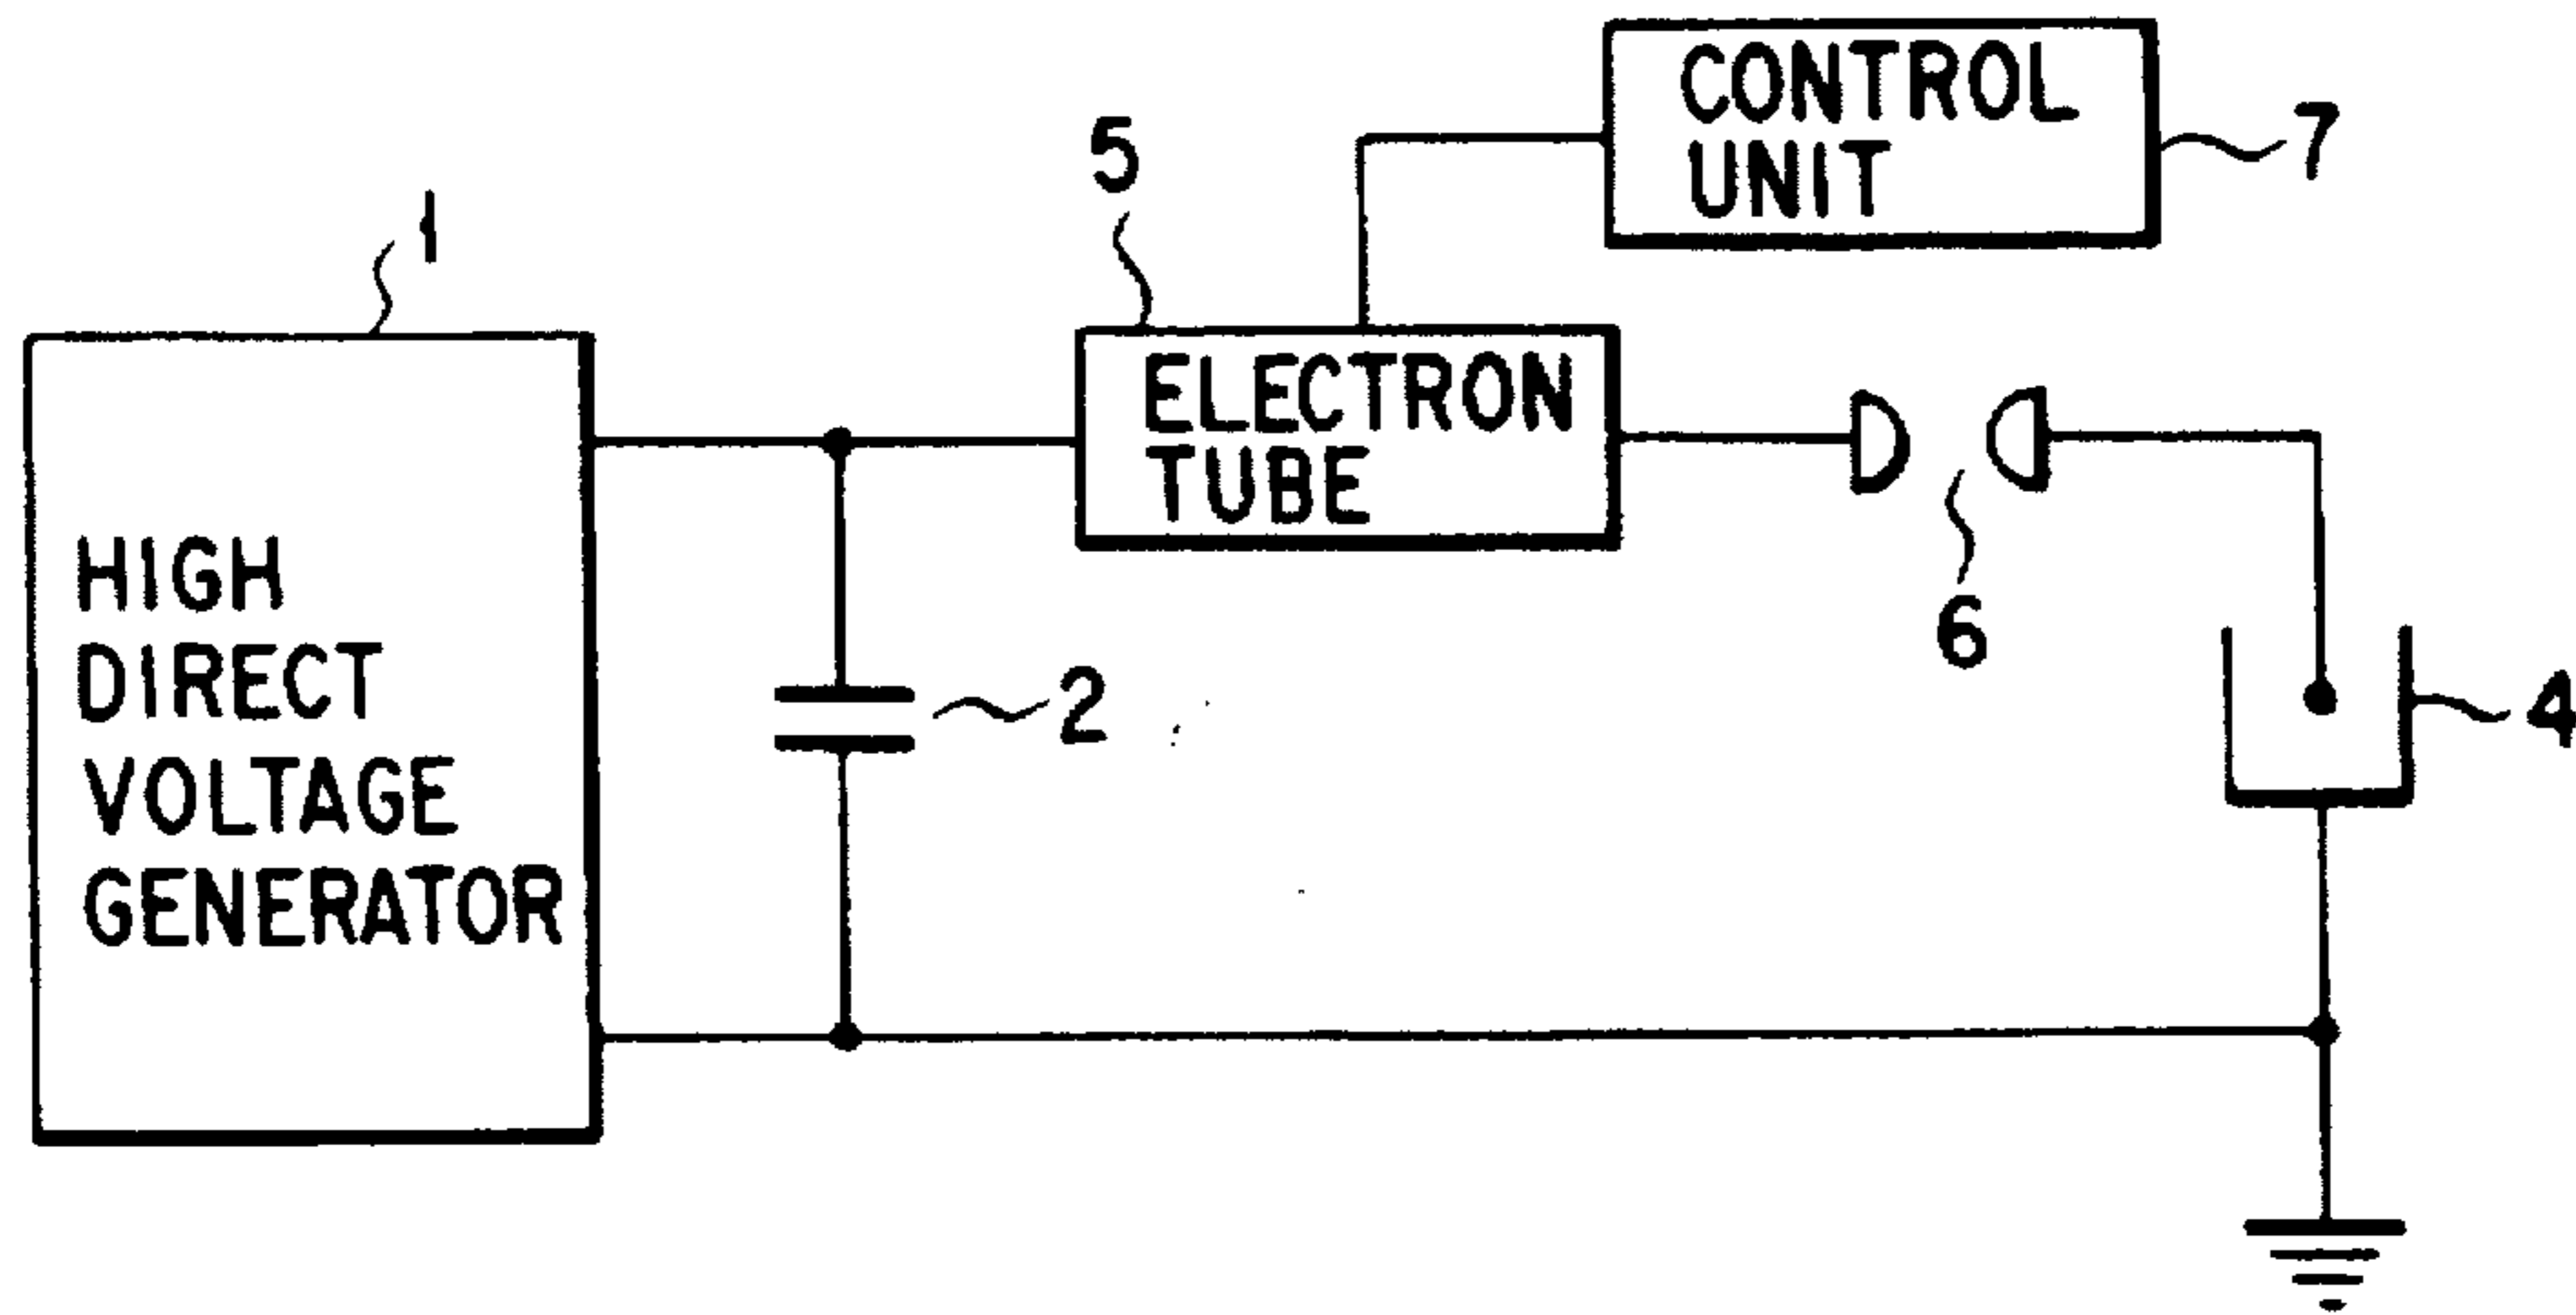 CONTROL
UNIT
7
5
1
ELECTRON
TUBE
6
HIGH
DIRECT
VOLTAGE
GENERATOR
2
4